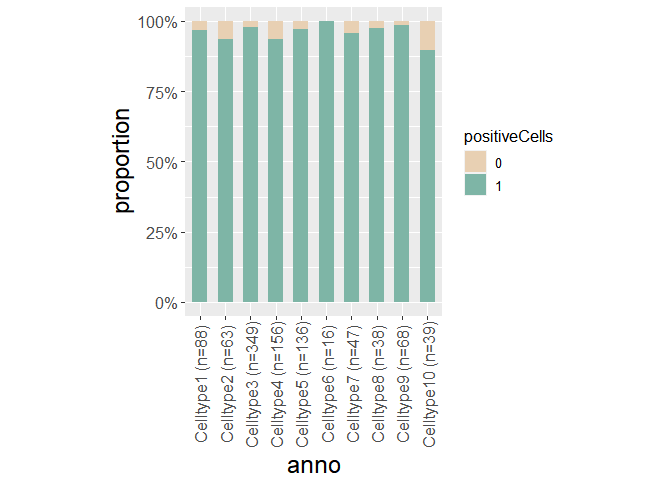 100%
75%
50%
25%
0%
proportion
Celltype1 (n=88)
Celltype2 (n=63)
Celltype3 (n=349)
Celltype4 (n=156)
Celltype5 (n=136)
Celltype6 (n=16)
Celltype7 (n=47)
Celltype8 (n=38)
Celltype9 (n=68)
Celltype10 (n=39)
anno
positiveCells
0
1